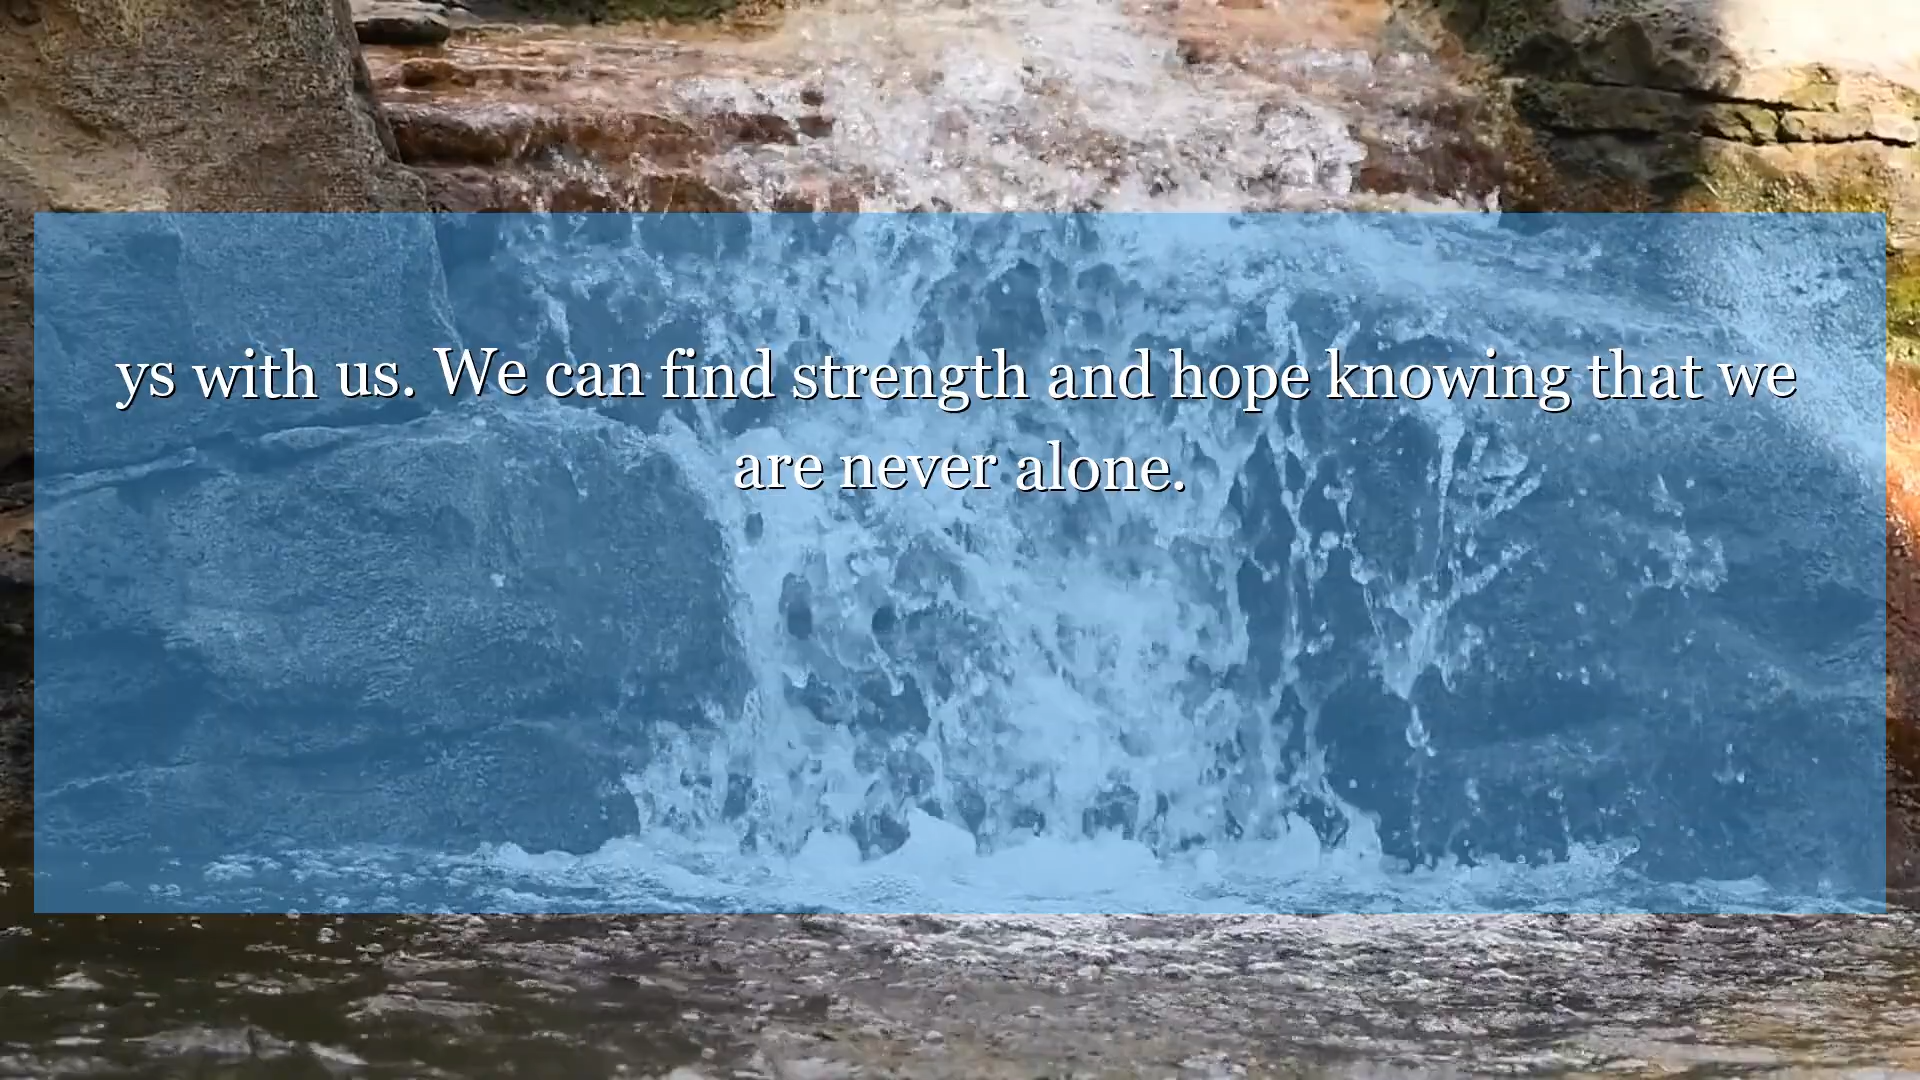 ys with us. We can find strength and hope knowing that we
are never alone.